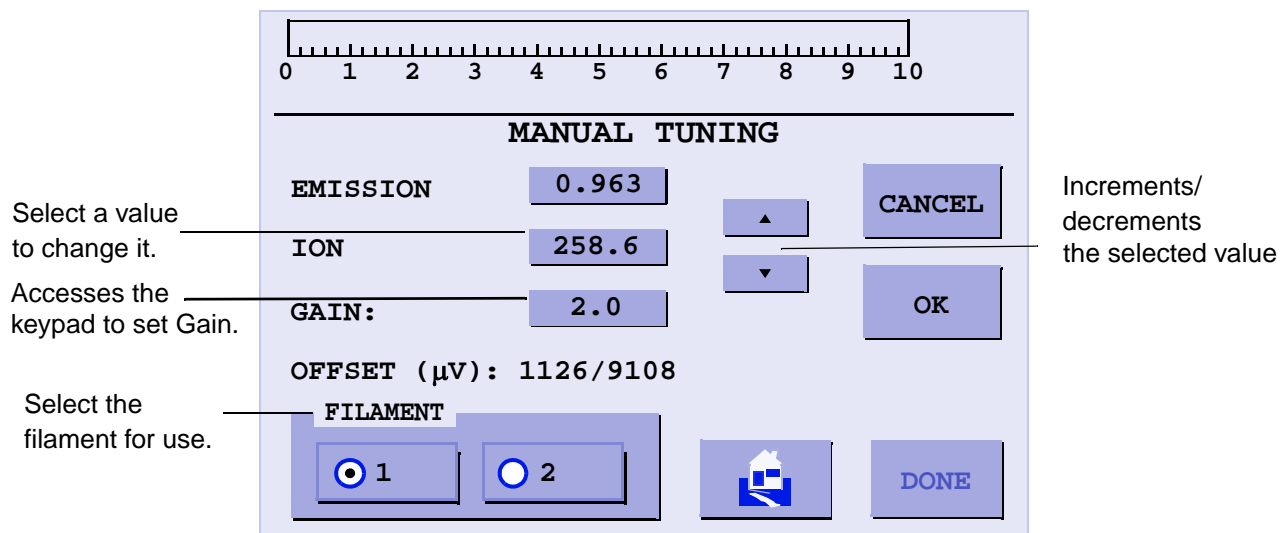 0 1 2 3 4 5 6 7 8 9 10
MANUAL TUNING
EMISSION 0.963
CANCEL
Select a value
to change it.
ION 258.6
▲
▼
Increments/
decrements
the selected value
Accesses the
keypad to set Gain.
GAIN: 2.0
OK
OFFSET (µV): 1126/9108
Select the
filament for use.
FILAMENT
1 2
DONE